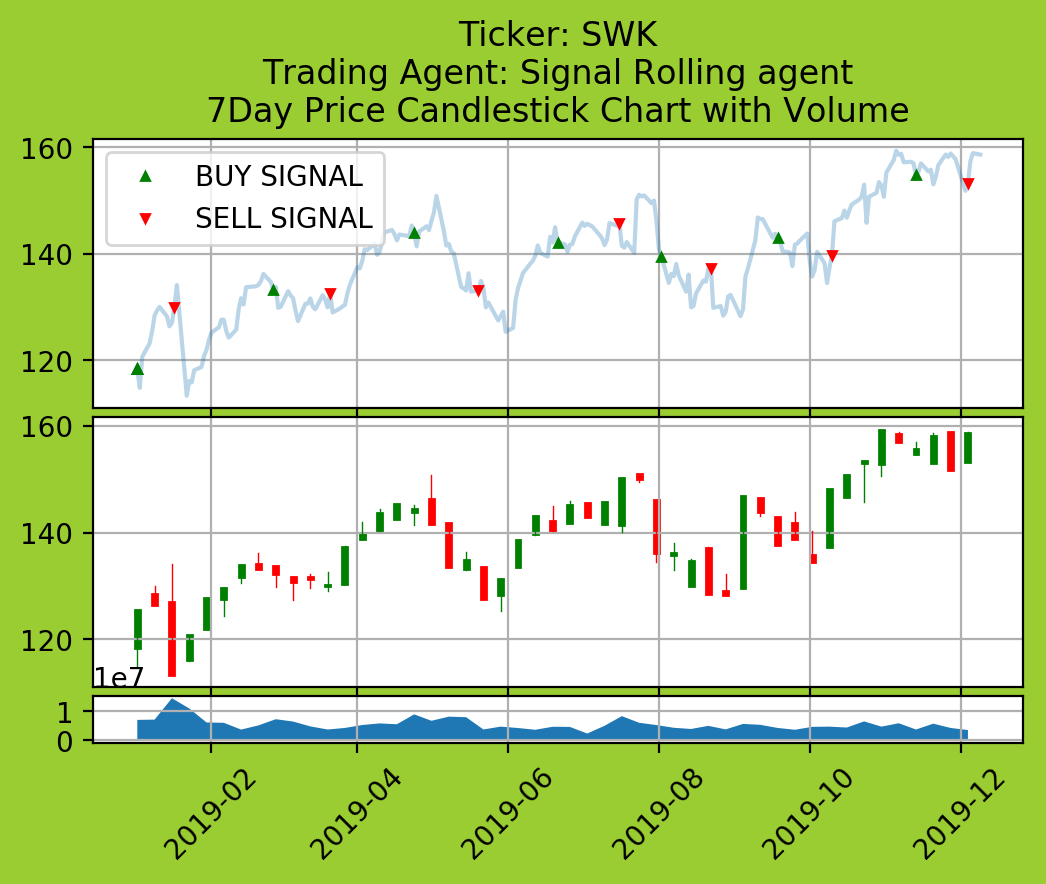 Ticker: SWK
Trading Agent: Signal Rolling agent
7Day Price Candlestick Chart with Volume
160
BUY SIGNAL
SELL SIGNAL
140
120
160
140
120
1e7
1
0
2019-02
2019-04
2019-06
2019-08
2019-10
2019-12